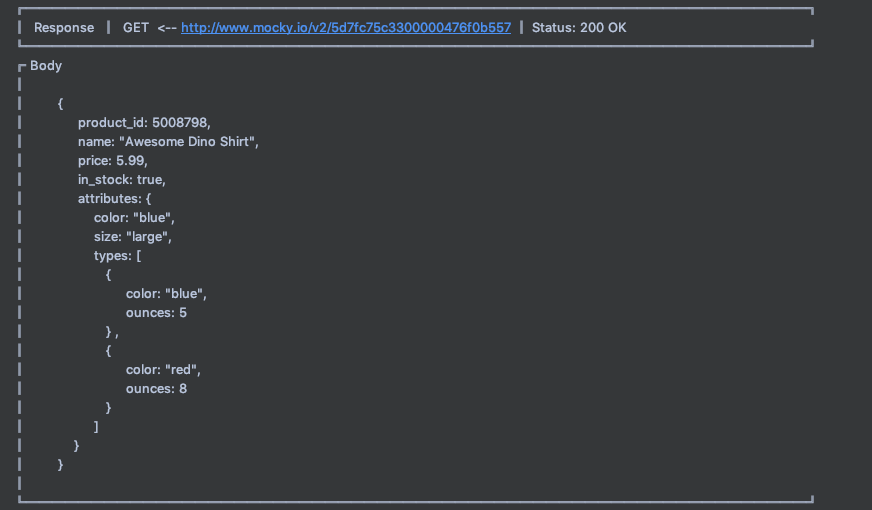 Response | GET <-- http://www.mocky.io/v2/5d7fc75c3300000476f0b557 | Status: 200 OK
Body
{
product_id: 5008798,
name: "Awesome Dino Shirt",
price: 5.99,
in_stock: true,
attributes: {
color: "blue",
size: "large",
types: [
{
color: "blue",
ounces: 5
} ,
{
color: "red",
ounces: 8
}
]
}
}